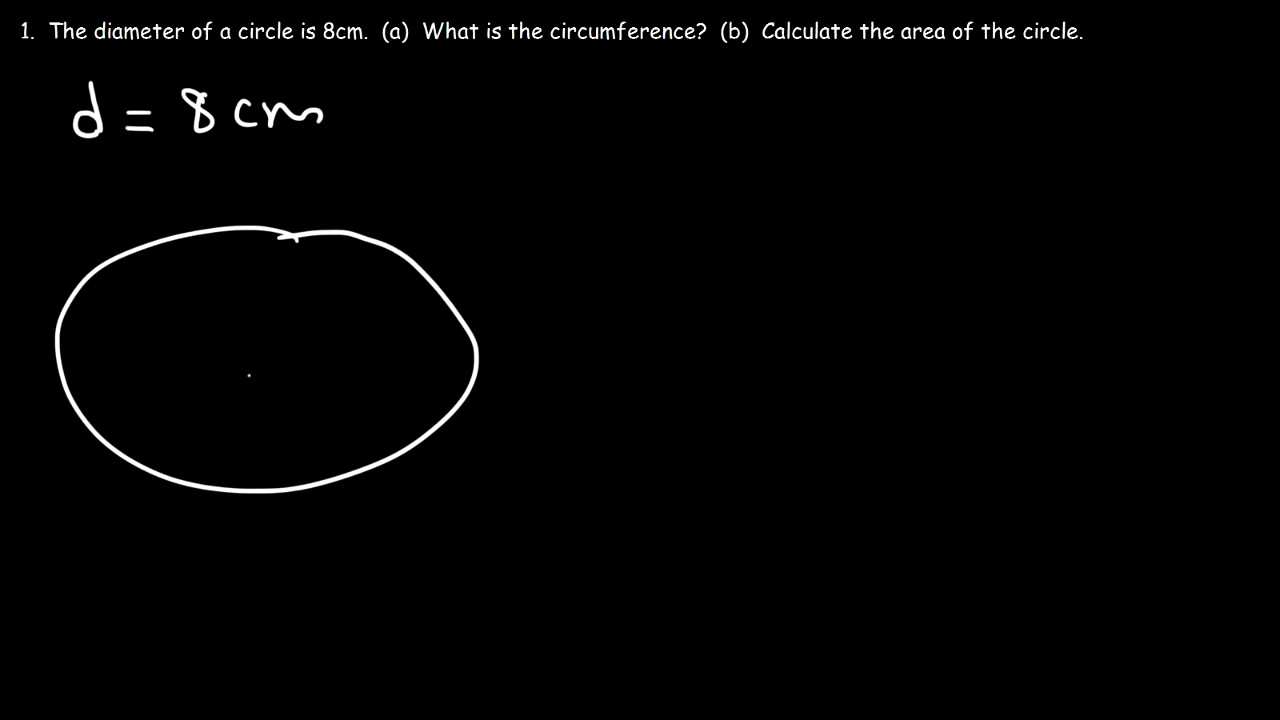 1. The diameter of a circle is 8cm. (a) What is the circumference? (b) Calculate the area of the circle.
d = 8 cm